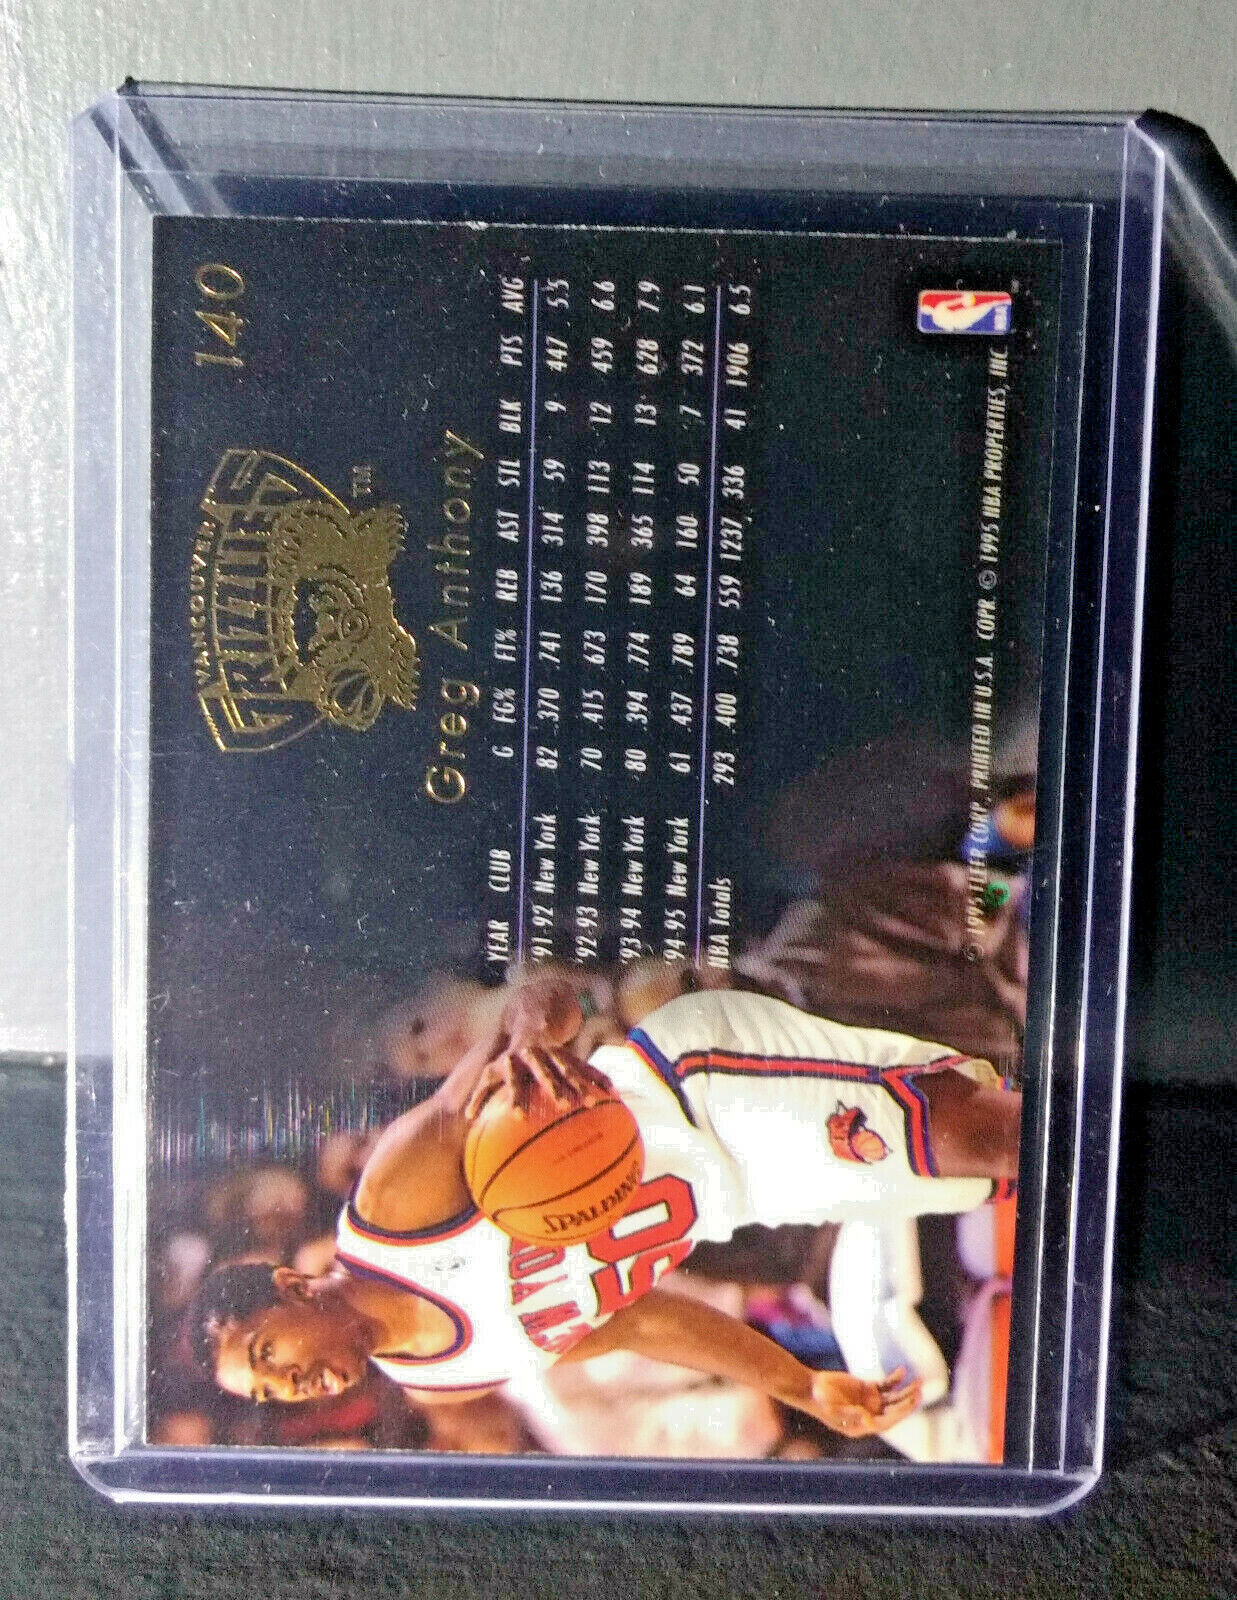 140
VANCOUVER
GRIZZLIES
TM
Greg Anthony
YEAR CLUB G FG% FT% REB AST STL BLK PTS AVG
'91-92 New York 82 .370 .741 136 314 59 9 447 5.5
'92-93 New York 70 .415 .673 170 398 113 12 459 6.6
'93-94 New York 80 .394 .774 189 365 114 13 628 7.9
'94-95 New York 61 .437 .789 64 160 50 7 372 6.1
NBA Totals 293 .400 .738 559 1237 336 41 1906 6.5
SPALDING
NEW YORK
50
NBA
© 1995 FLEER CORP., PRINTED IN U.S.A. COPR. © 1995 NBA PROPERTIES, INC.